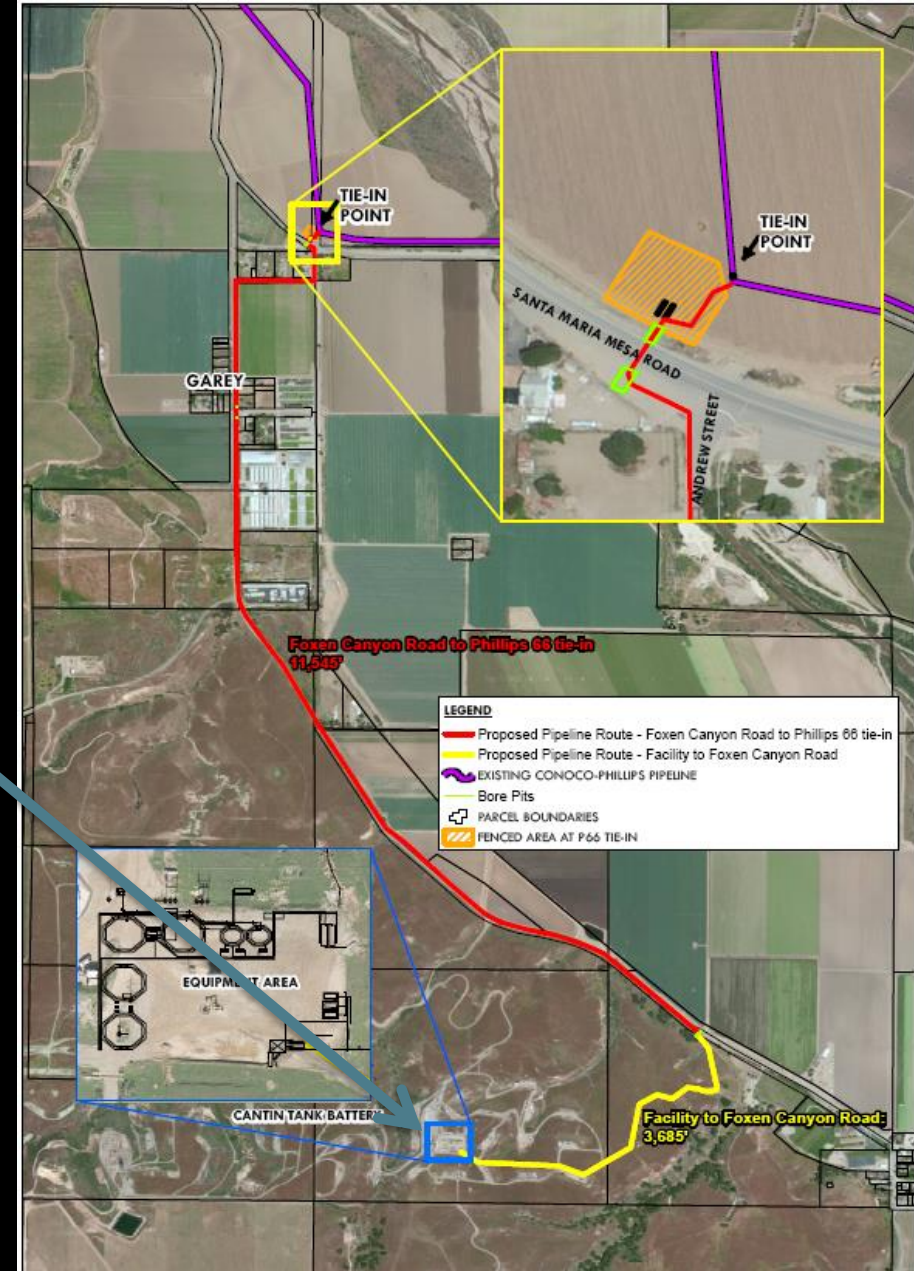 TIE-IN
POINT
TIE-IN
POINT
SANTA MARIA MESA ROAD
ANDREW STREET
GAREY
Foxen Canyon Road to Phillips 66 tie-in
11,545'
LEGEND
Proposed Pipeline Route - Foxen Canyon Road to Phillips 66 tie-in
Proposed Pipeline Route - Facility to Foxen Canyon Road
EXISTING CONOCO-PHILLIPS PIPELINE
Bore Pits
PARCEL BOUNDARIES
FENCED AREA AT P66 TIE-IN
EQUIPMENT AREA
CANTIN TANK BATTERY
Facility to Foxen Canyon Road:
3,685'